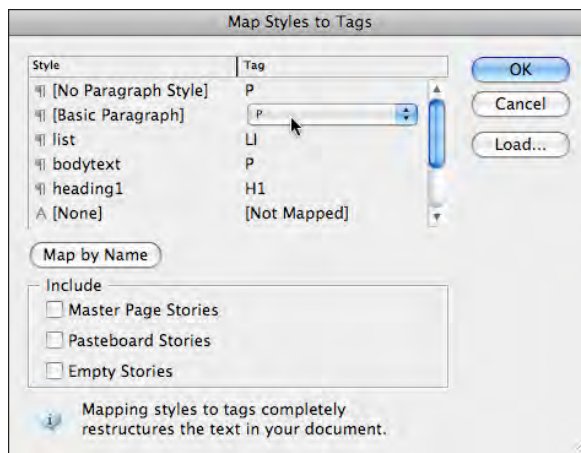 Map Styles to Tags
Style Tag
¶ [No Paragraph Style] P
¶ [Basic Paragraph] P
¶ list LI
¶ bodytext P
¶ heading1 H1
A [None] [Not Mapped]
OK
Cancel
Load...
Map by Name
Include
Master Page Stories
Pasteboard Stories
Empty Stories
Mapping styles to tags completely
restructures the text in your document.